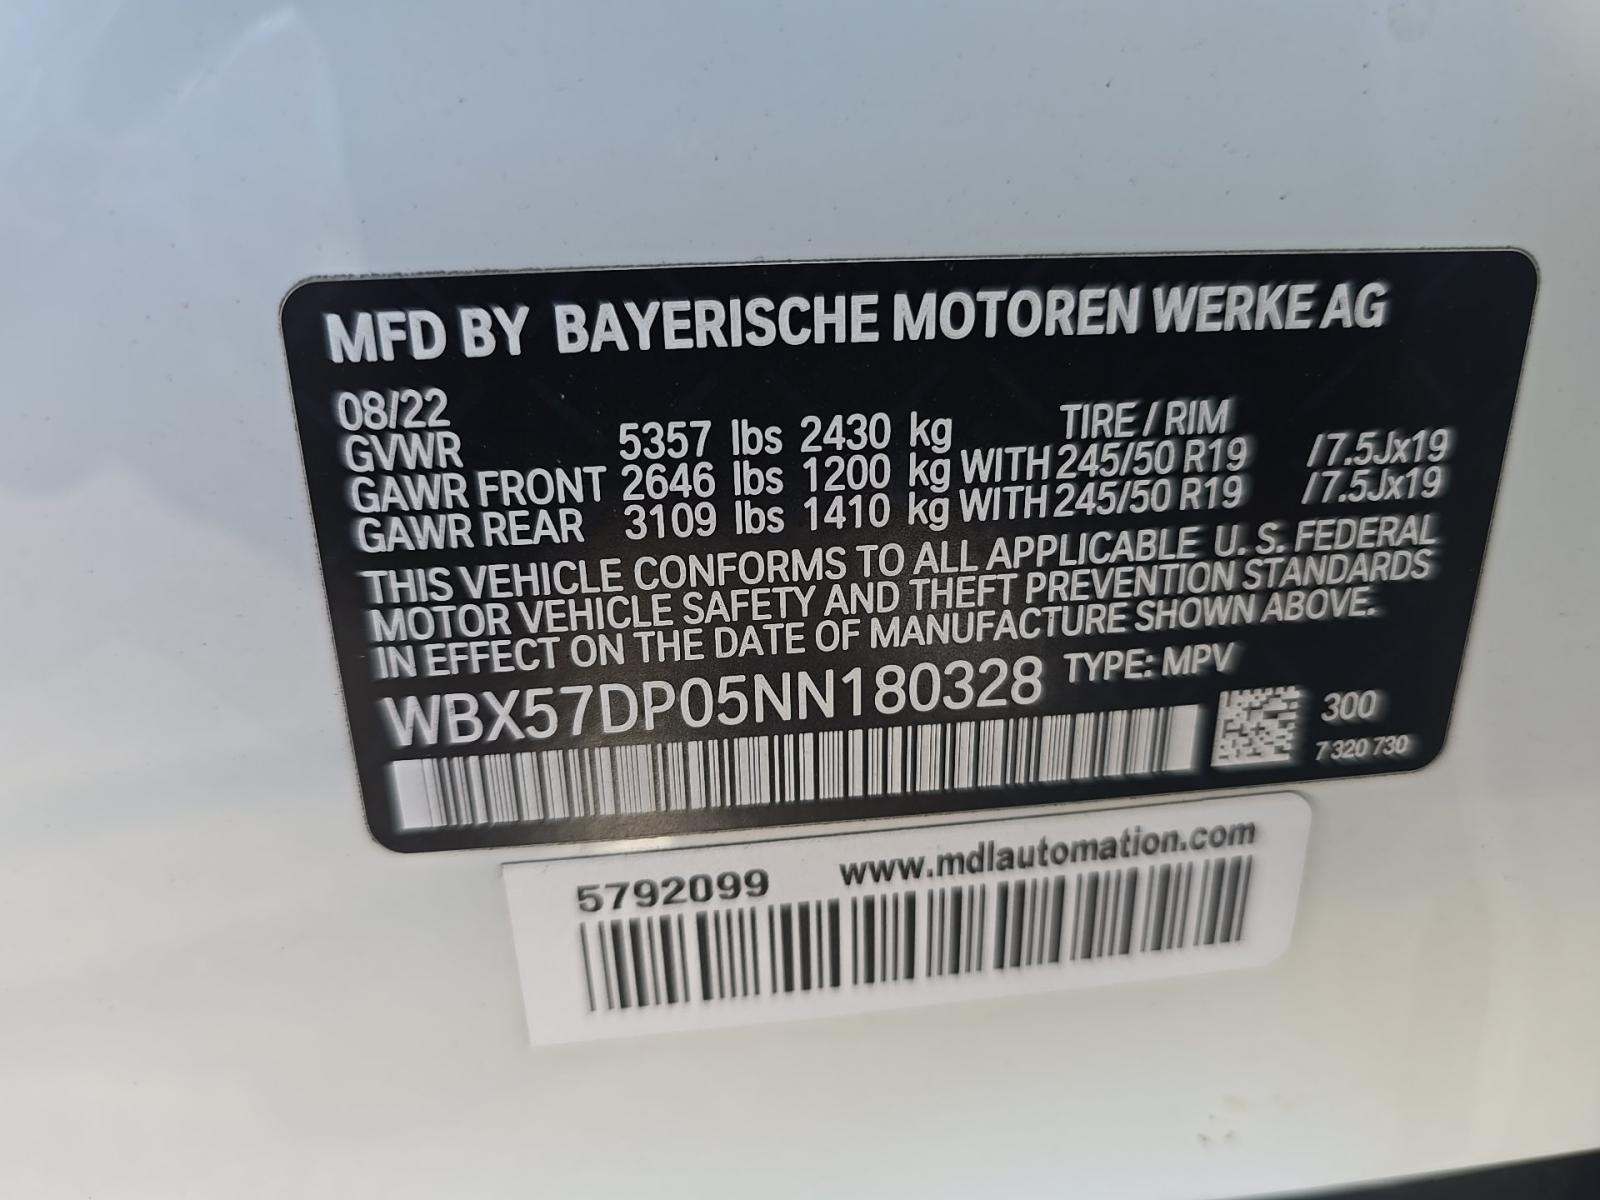 MFD BY BAYERISCHE MOTOREN WERKE AG
08/22 TIRE / RIM
GVWR 5357 lbs 2430 kg
GAWR FRONT 2646 lbs 1200 kg WITH 245/50 R19 /7.5Jx19
GAWR REAR 3109 lbs 1410 kg WITH 245/50 R19 /7.5Jx19
THIS VEHICLE CONFORMS TO ALL APPLICABLE U. S. FEDERAL
MOTOR VEHICLE SAFETY AND THEFT PREVENTION STANDARDS
IN EFFECT ON THE DATE OF MANUFACTURE SHOWN ABOVE.
WBX57DP05NN180328 TYPE: MPV
300
7 320 730
5792099 www.mdlautomation.com